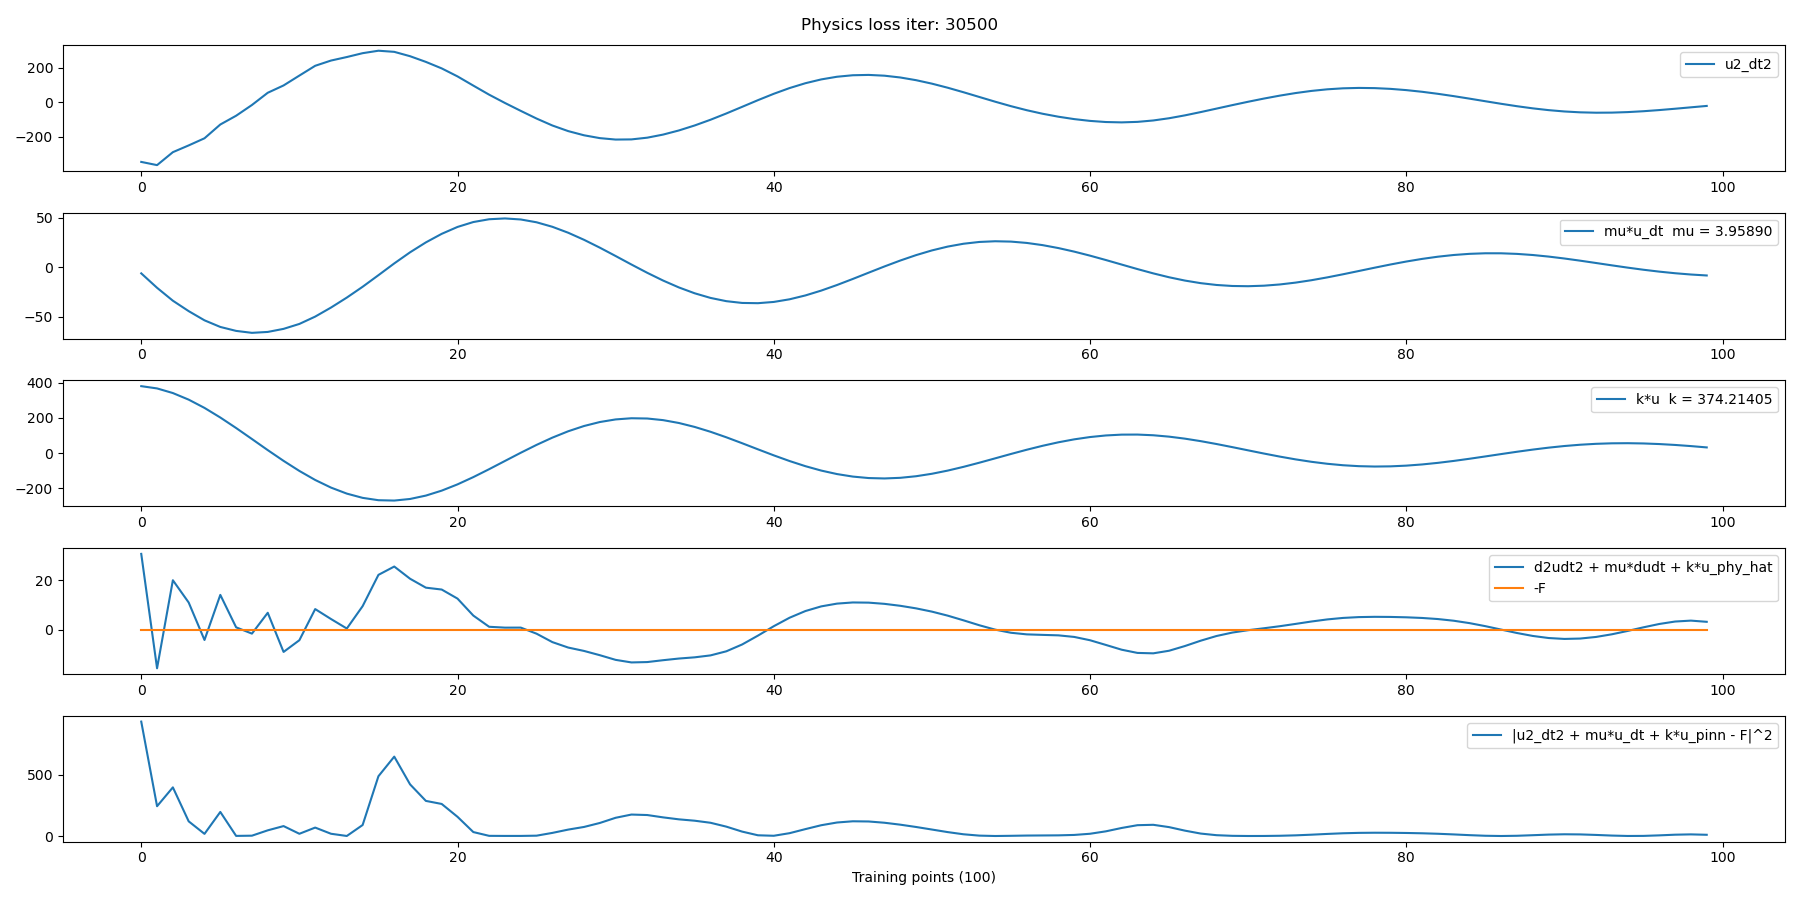 Physics loss iter: 30500
u2_dt2
200
0
−200
0 20 40 60 80 100
mu*u_dt  mu = 3.95890
50
0
−50
0 20 40 60 80 100
k*u  k = 374.21405
400
200
0
−200
0 20 40 60 80 100
d2udt2 + mu*dudt + k*u_phy_hat
-F
20
0
0 20 40 60 80 100
|u2_dt2 + mu*u_dt + k*u_pinn - F|^2
500
0
0 20 40 60 80 100
Training points (100)